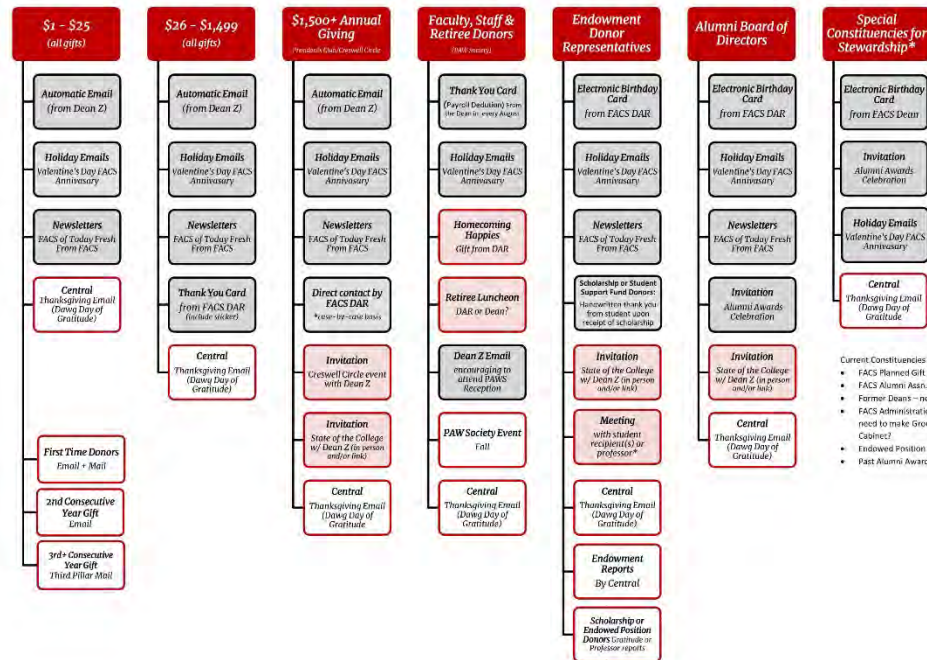 $1 - $25
(all gifts)
Automatic Email
(from Dean Z)
Holiday Emails
Valentine's Day FACS
Annivasary
Newsletters
FACS of Today Fresh
From FACS
Central
Thanksgiving Email
(Dawg Day of
Gratitude)
First Time Donors
Email + Mail
2nd Consecutive
Year Gift
Email
3rd+ Consecutive
Year Gift
Third Pillar Mail
$26 - $1,499
(all gifts)
Automatic Email
(from Dean Z)
Holiday Emails
Valentine's Day FACS
Annivasary
Newsletters
FACS of Today Fresh
From FACS
Thank You Card
from FACS DAR
(include sticker)
Central
Thanksgiving Email
(Dawg Day of
Gratitude)
$1,500+ Annual
Giving
Presidents Club/Creswell Circle
Automatic Email
(from Dean Z)
Holiday Emails
Valentine's Day FACS
Annivasary
Newsletters
FACS of Today Fresh
From FACS
Direct contact by
FACS DAR
*case-by-case basis
Invitation
Creswell Circle event
with Dean Z
Invitation
State of the College
w/ Dean Z (in person
and/or link)
Central
Thanksgiving Email
(Dawg Day of
Gratitude)
Faculty, Staff &
Retiree Donors
(PAW Society)
Thank You Card
(Payroll Dedution) From
the Dean in every August
Holiday Emails
Valentine's Day FACS
Annivasary
Homecoming
Happies
Gift from DAR
Retiree Luncheon
DAR or Dean?
Dean Z Email
encouraging to
attend PAWS
Reception
PAW Society Event
Fall
Central
Thanksgiving Email
(Dawg Day of
Gratitude)
Endowment
Donor
Representatives
Electronic Birthday
Card
from FACS DAR
Holiday Emails
Valentine's Day FACS
Annivasary
Newsletters
FACS of Today Fresh
From FACS
Scholarship or Student
Support Fund Donors:
Handwritten thank you
from student upon
receipt of scholarship
Invitation
State of the College
w/ Dean Z (in person
and/or link)
Meeting
with student
recipient(s) or
professor*
Central
Thanksgiving Email
(Dawg Day of
Gratitude)
Endowment
Reports
By Central
Scholarship or
Endowed Position
Donors Gratitude or
Professor reports
Alumni Board of
Directors
Electronic Birthday
Card
from FACS DAR
Holiday Emails
Valentine's Day FACS
Annivasary
Newsletters
FACS of Today Fresh
From FACS
Invitation
Alumni Awards
Celebration
Invitation
State of the College
w/ Dean Z (in person
and/or link)
Central
Thanksgiving Email
(Dawg Day of
Gratitude)
Special
Constituencies for
Stewardship*
Electronic Birthday
Card
from FACS Dean
Invitation
Alumni Awards
Celebration
Holiday Emails
Valentine's Day FACS
Annivasary
Central
Thanksgiving Email
(Dawg Day of
Gratitude
Current Constituencies
• FACS Planned Gift
• FACS Alumni Assn.
• Former Deans –
• FACS
need to make
Cabinet?
• Endowed Position
• Past Alumni